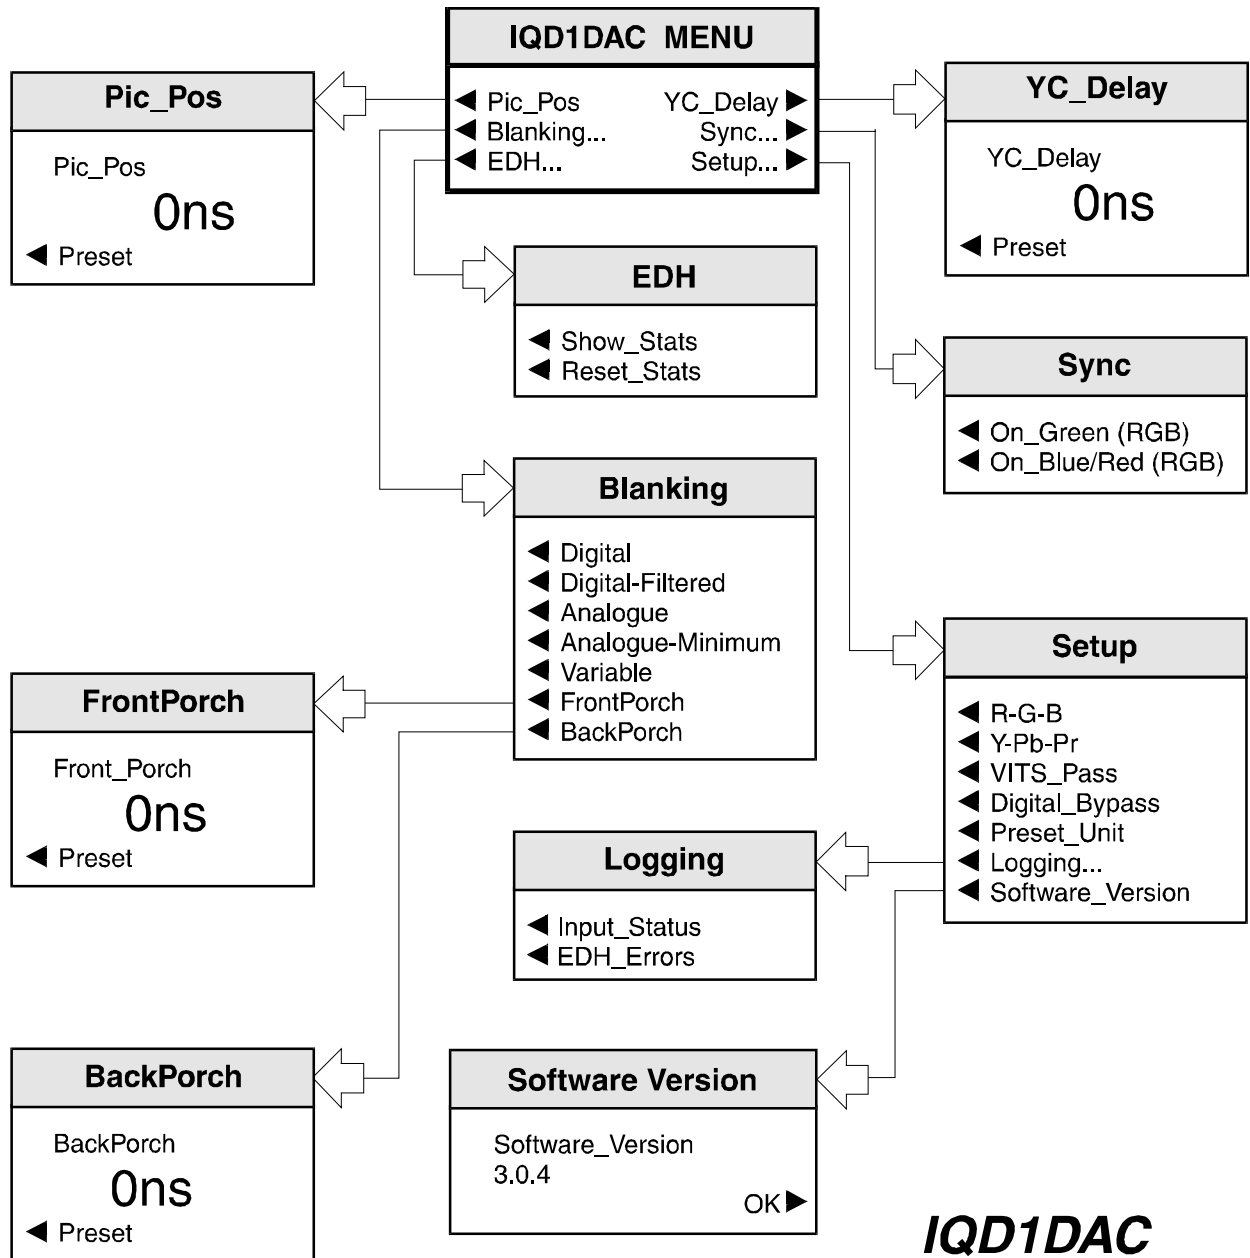 IQD1DAC MENU
◄ Pic_Pos YC_Delay ►
◄ Blanking... Sync... ►
◄ EDH... Setup... ►
Pic_Pos
Pic_Pos
0ns
◄ Preset
YC_Delay
YC_Delay
0ns
◄ Preset
EDH
◄ Show_Stats
◄ Reset_Stats
Sync
◄ On_Green (RGB)
◄ On_Blue/Red (RGB)
Blanking
◄ Digital
◄ Digital-Filtered
◄ Analogue
◄ Analogue-Minimum
◄ Variable
◄ FrontPorch
◄ BackPorch
Setup
◄ R-G-B
◄ Y-Pb-Pr
◄ VITS_Pass
◄ Digital_Bypass
◄ Preset_Unit
◄ Logging...
◄ Software_Version
FrontPorch
Front_Porch
0ns
◄ Preset
Logging
◄ Input_Status
◄ EDH_Errors
BackPorch
BackPorch
0ns
◄ Preset
Software Version
Software_Version
3.0.4
OK ►
IQD1DAC